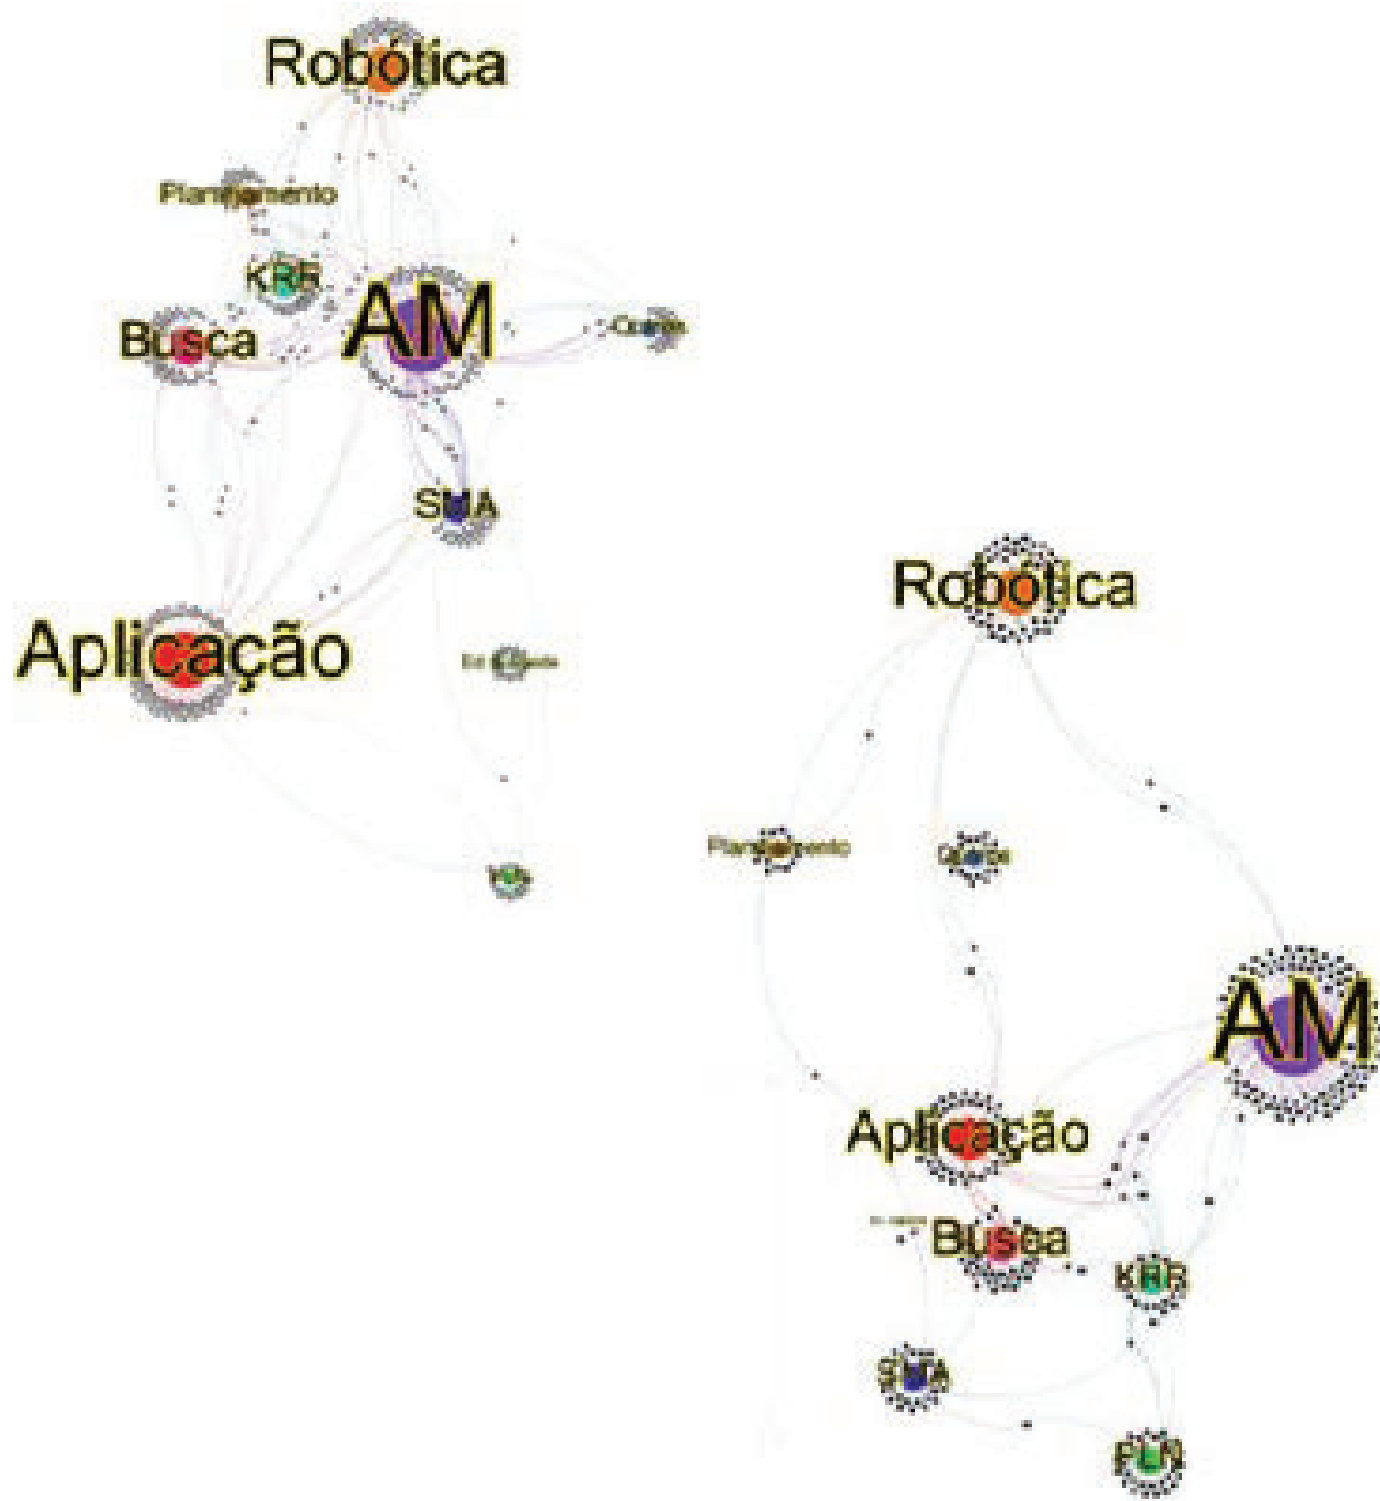 Robótica
Planejamento
KRR
AM
Busca
SMA
Aplicação
Robótica
Planejamento
AM
Aplicação
Busca
KRR
SMA
PLN